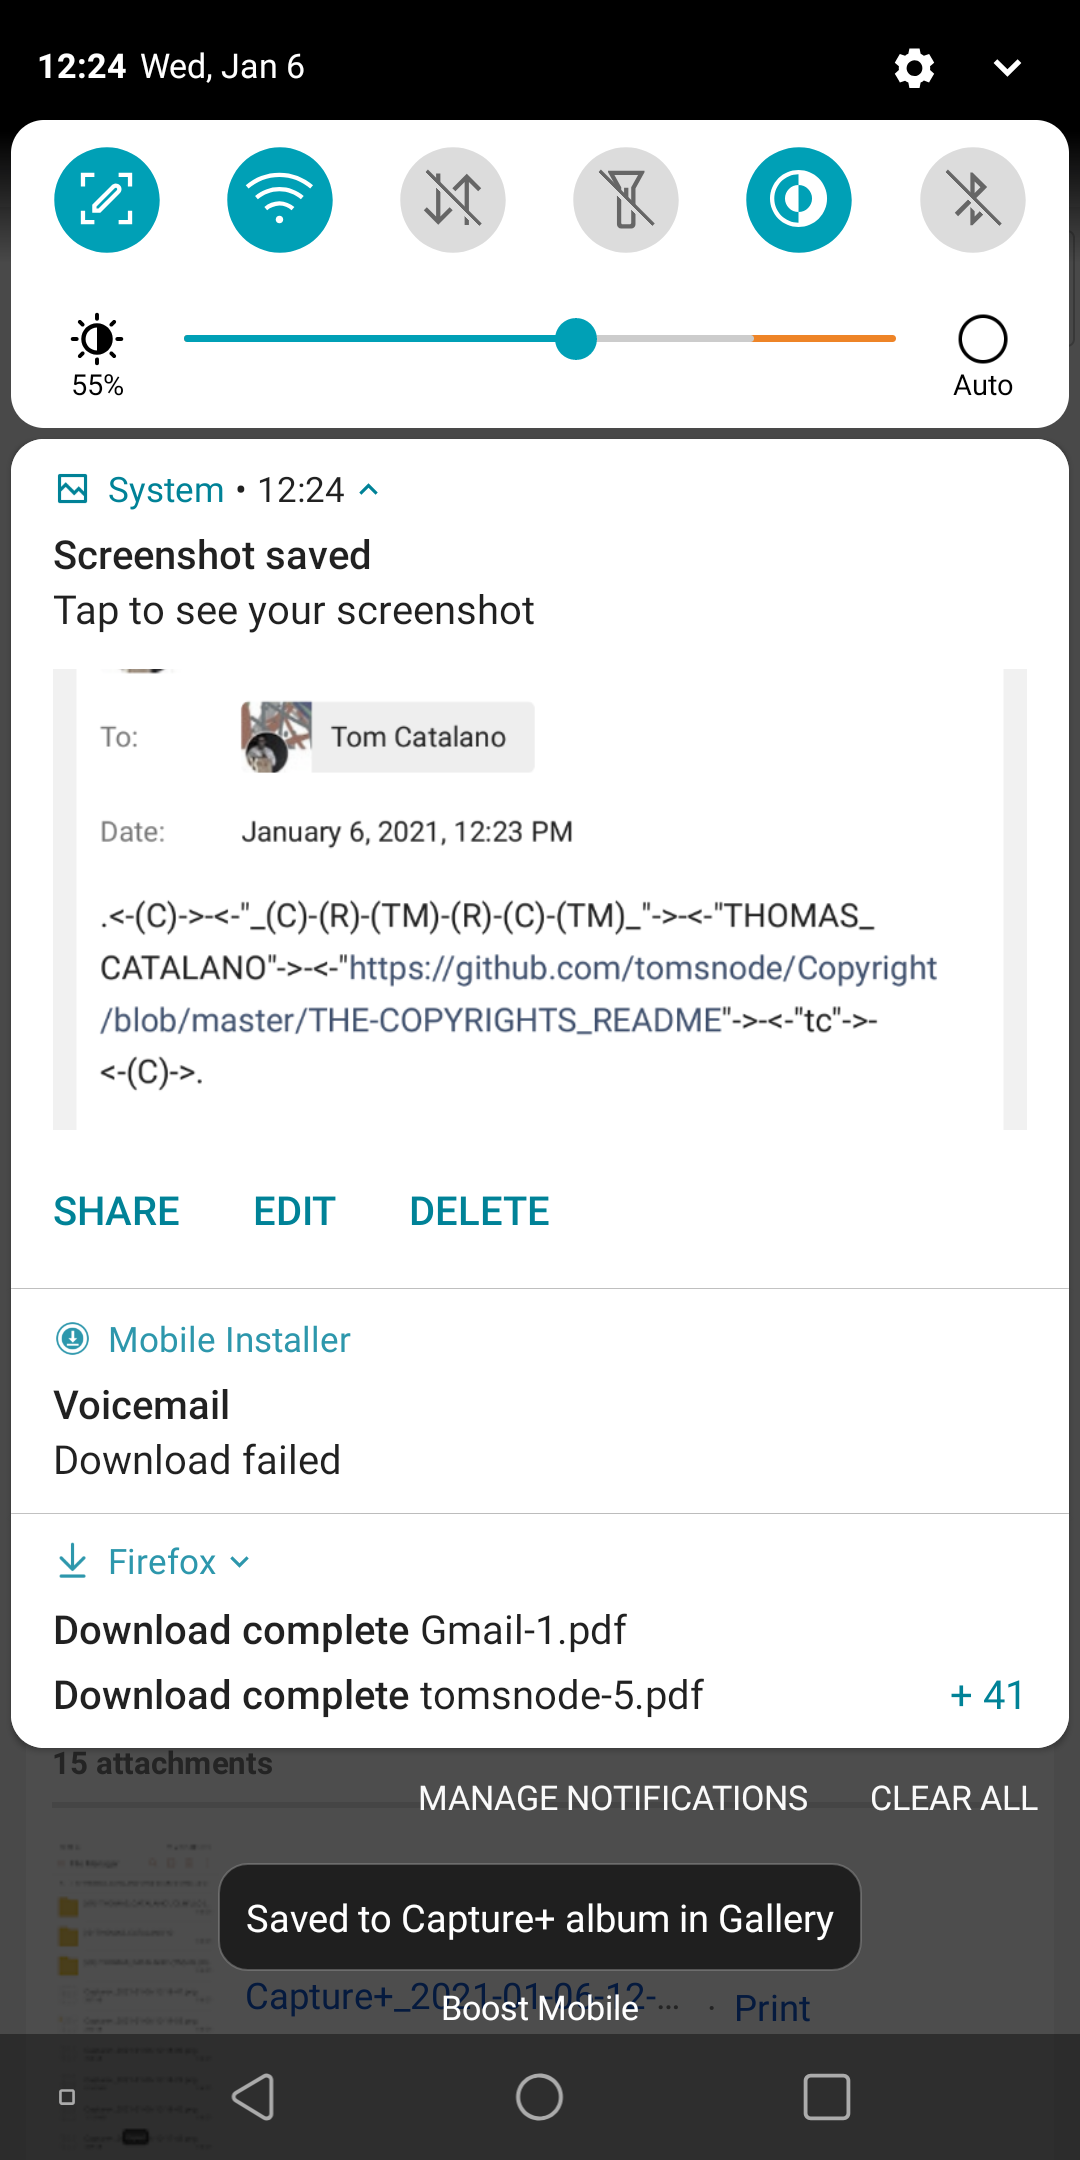 12:24 Wed, Jan 6
55%
Auto
System • 12:24
Screenshot saved
Tap to see your screenshot
To: Tom Catalano
Date: January 6, 2021, 12:23 PM
.<-(C)->-<-"_(C)-(R)-(TM)-(R)-(C)-(TM)_"->-<-"THOMAS_
CATALANO"->-<-"https://github.com/tomsnode/Copyright
/blob/master/THE-COPYRIGHTS_README"->-<-"tc"->-
<-(C)->.
SHARE EDIT DELETE
Mobile Installer
Voicemail
Download failed
Firefox
Download complete Gmail-1.pdf
Download complete tomsnode-5.pdf + 41
15 attachments
MANAGE NOTIFICATIONS CLEAR ALL
Saved to Capture+ album in Gallery
Capture+_2021-01-06-12-... · Print
Boost Mobile